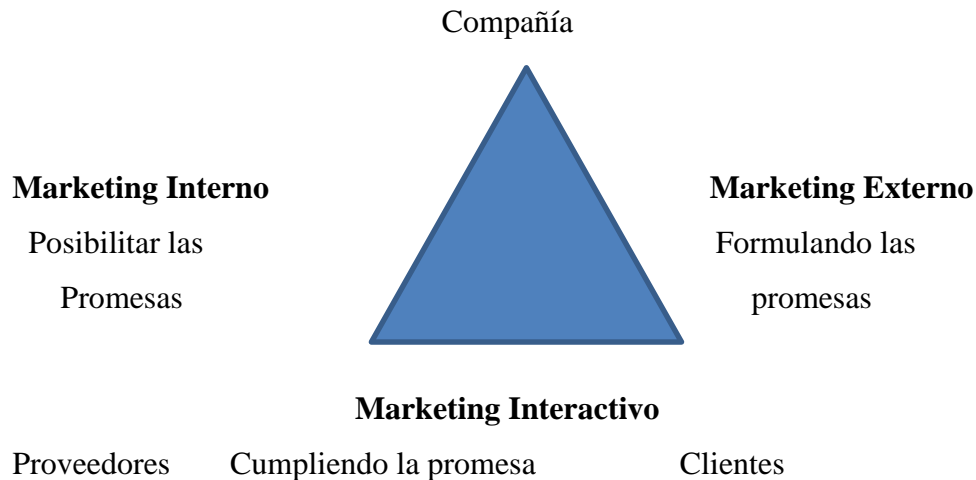 Compañía
Marketing Interno Marketing Externo
Posibilitar las Formulando las
Promesas promesas
Marketing Interactivo
Proveedores Cumpliendo la promesa Clientes